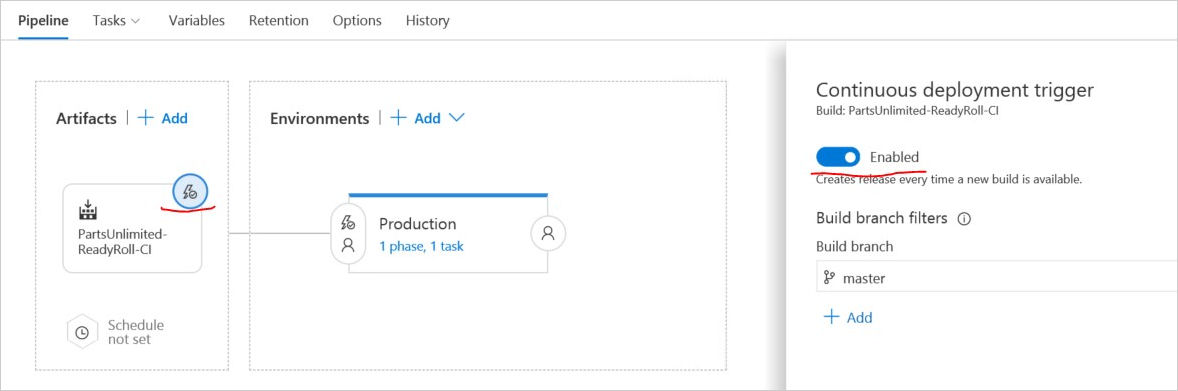 Pipeline Tasks Variables Retention Options History
Artifacts | + Add
PartsUnlimited-
ReadyRoll-CI
Schedule
not set
Environments | + Add
Production
1 phase, 1 task
Continuous deployment trigger
Build: PartsUnlimited-ReadyRoll-CI
Enabled
Creates release every time a new build is available.
Build branch filters
Build branch
master
+ Add